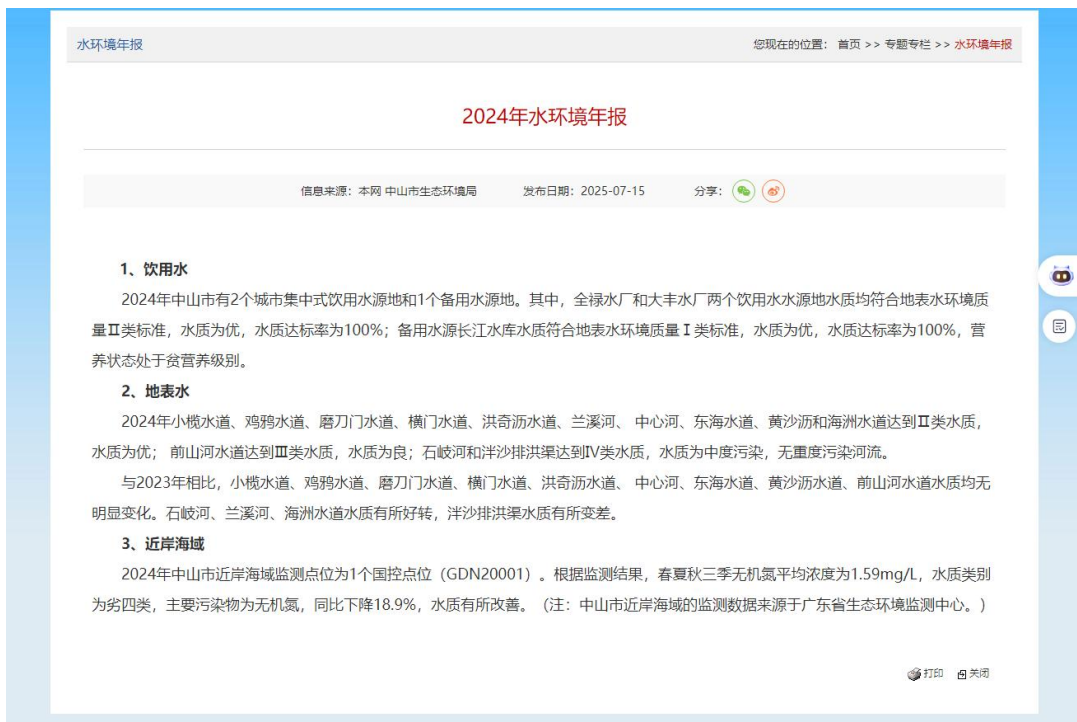 水环境年报
您现在的位置： 首页 >> 专题专栏 >> 水环境年报
2024年水环境年报
信息来源：本网 中山市生态环境局 发布日期：2025-07-15 分享：
1、饮用水
2024年中山市有2个城市集中式饮用水源地和1个备用水源地。其中，全禄水厂和大丰水厂两个饮用水水源地水质均符合地表水环境质
量Ⅱ类标准，水质为优，水质达标率为100%；备用水源长江水库水质符合地表水环境质量Ⅰ类标准，水质为优，水质达标率为100%，营
养状态处于贫营养级别。
2、地表水
2024年小榄水道、鸡鸦水道、磨刀门水道、横门水道、洪奇沥水道、兰溪河、 中心河、东海水道、黄沙沥和海洲水道达到Ⅱ类水质，
水质为优； 前山河水道达到Ⅲ类水质，水质为良；石岐河和泮沙排洪渠达到IV类水质，水质为中度污染，无重度污染河流。
与2023年相比，小榄水道、鸡鸦水道、磨刀门水道、横门水道、洪奇沥水道、 中心河、东海水道、黄沙沥水道、前山河水道水质均无
明显变化。石岐河、兰溪河、海洲水道水质有所好转，泮沙排洪渠水质有所变差。
3、近岸海域
2024年中山市近岸海域监测点位为1个国控点位（GDN20001）。根据监测结果，春夏秋三季无机氮平均浓度为1.59mg/L，水质类别
为劣四类，主要污染物为无机氮，同比下降18.9%，水质有所改善。（注：中山市近岸海域的监测数据来源于广东省生态环境监测中心。）
打印 关闭